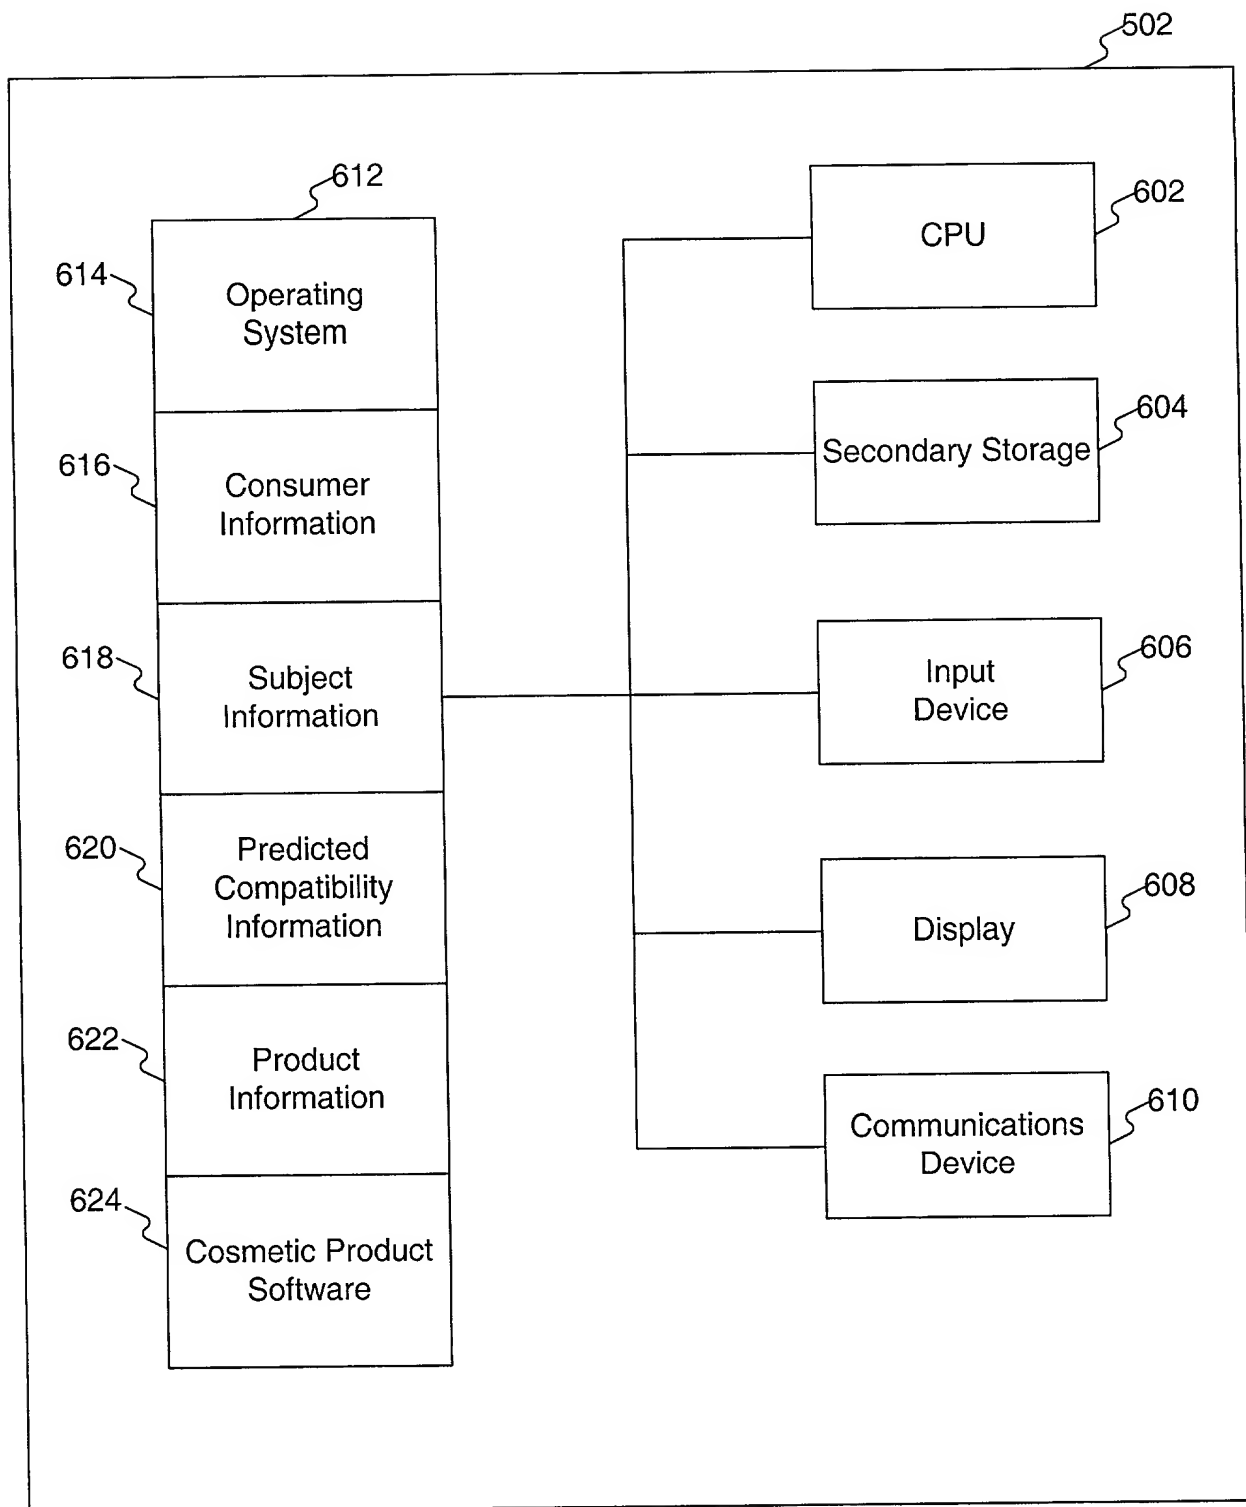 502
612
614
Operating
System
616
Consumer
Information
618
Subject
Information
620
Predicted
Compatibility
Information
622
Product
Information
624
Cosmetic Product
Software
CPU
602
Secondary Storage
604
Input
Device
606
Display
608
Communications
Device
610